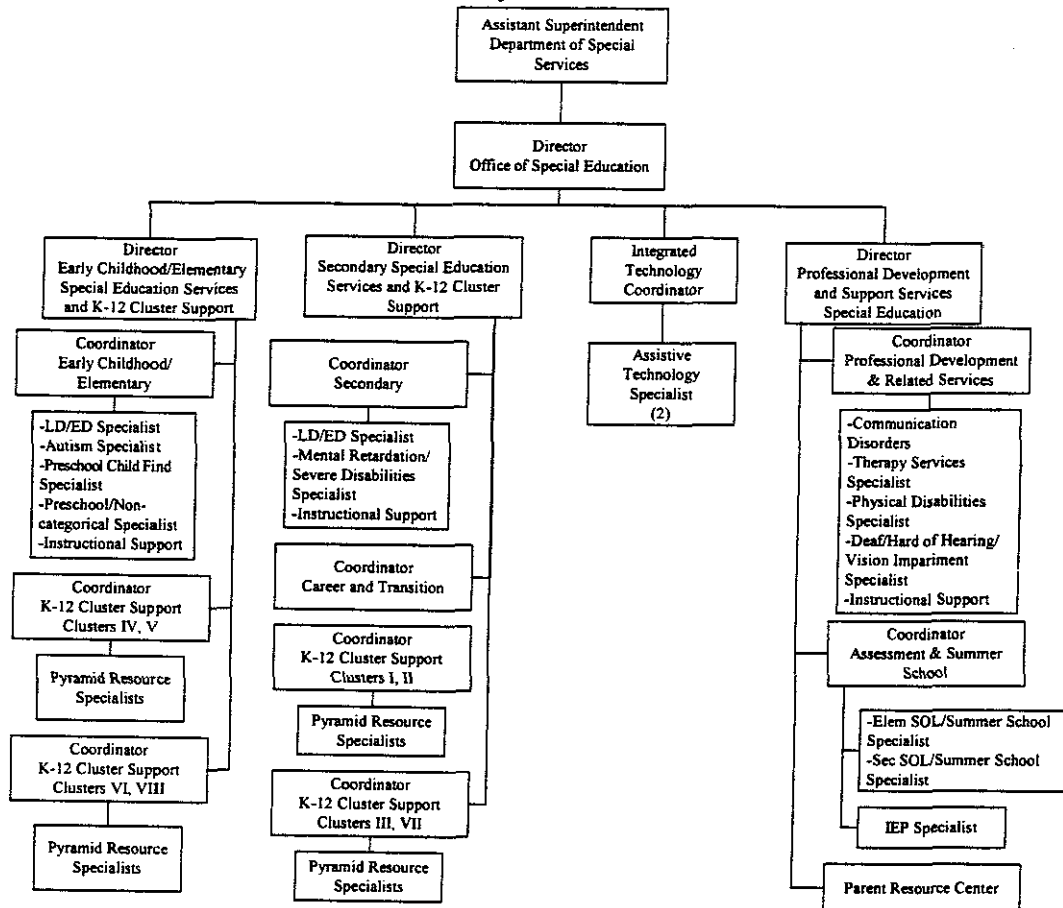 Assistant Superintendent
Department of Special
Services
Director
Office of Special Education
Director
Early Childhood/Elementary
Special Education Services
and K-12 Cluster Support
Coordinator
Early Childhood/
Elementary
-LD/ED Specialist
-Autism Specialist
-Preschool Child Find
Specialist
-Preschool/Non-
categorical Specialist
-Instructional Support
Coordinator
K-12 Cluster Support
Clusters IV, V
Pyramid Resource
Specialists
Coordinator
K-12 Cluster Support
Clusters VI, VIII
Pyramid Resource
Specialists
Director
Secondary Special Education
Services and K-12 Cluster
Support
Coordinator
Secondary
-LD/ED Specialist
-Mental Retardation/
Severe Disabilities
Specialist
-Instructional Support
Coordinator
Career and Transition
Coordinator
K-12 Cluster Support
Clusters I, II
Pyramid Resource
Specialists
Coordinator
K-12 Cluster Support
Clusters III, VII
Pyramid Resource
Specialists
Integrated
Technology
Coordinator
Assistive
Technology
Specialist
(2)
Director
Professional Development
and Support Services
Special Education
Coordinator
Professional Development
& Related Services
-Communication
Disorders
-Therapy Services
Specialist
-Physical Disabilities
Specialist
-Deaf/Hard of Hearing/
Vision Impariment
Specialist
-Instructional Support
Coordinator
Assessment & Summer
School
-Elem SOL/Summer School
Specialist
-Sec SOL/Summer School
Specialist
IEP Specialist
Parent Resource Center